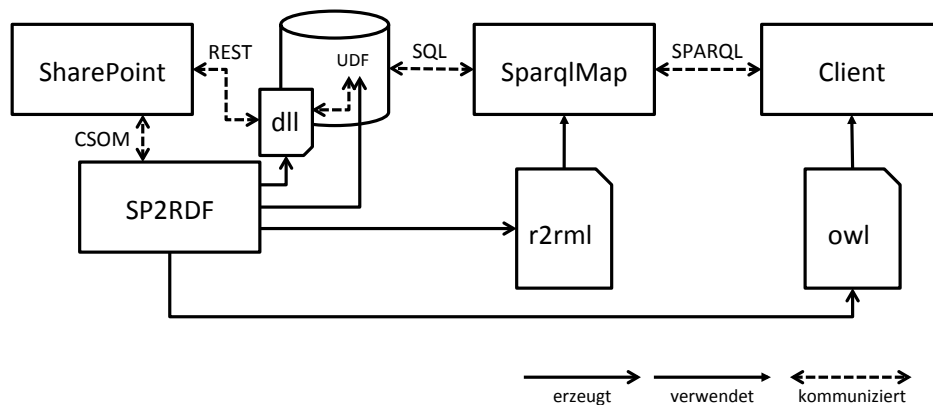 REST
UDF
SQL
SPARQL
SharePoint
SparqlMap
Client
dll
CSOM
SP2RDF
r2rml
owl
erzeugt
verwendet
kommuniziert